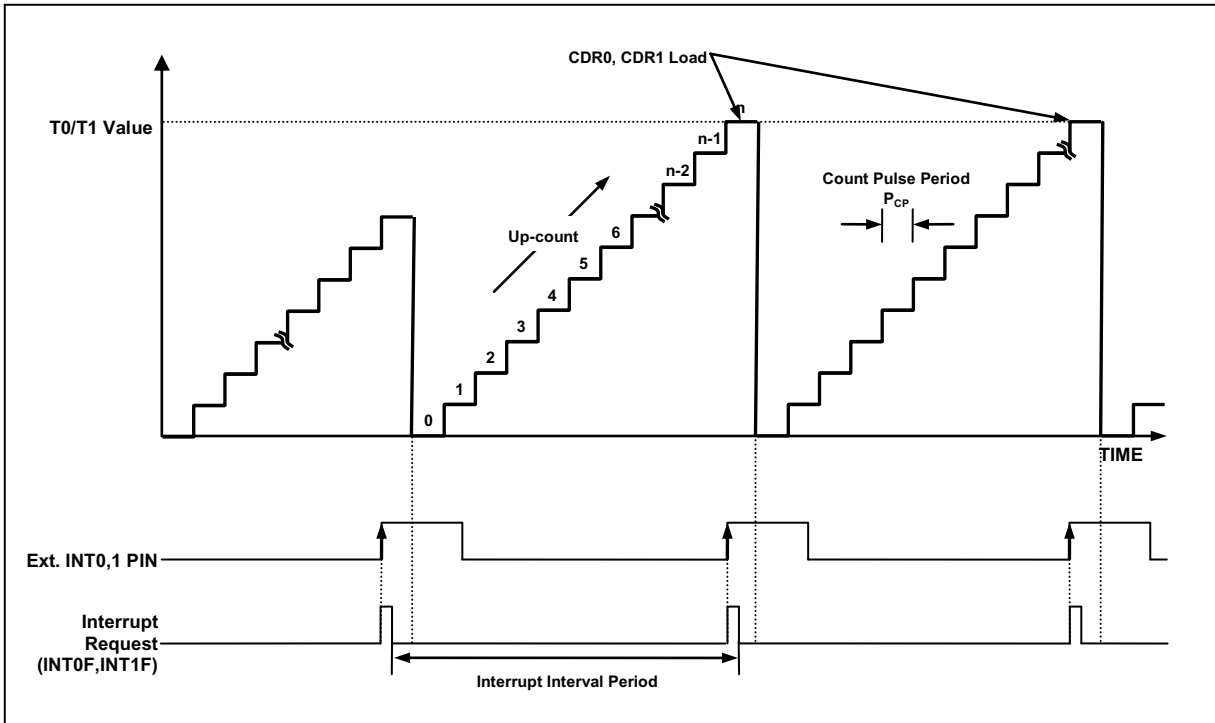 CDR0, CDR1 Load
T0/T1 Value
n
n-1
n-2
Count Pulse Period
P_CP
Up-count
6
5
4
3
2
1
0
TIME
Ext. INT0,1 PIN
Interrupt
Request
(INT0F,INT1F)
Interrupt Interval Period